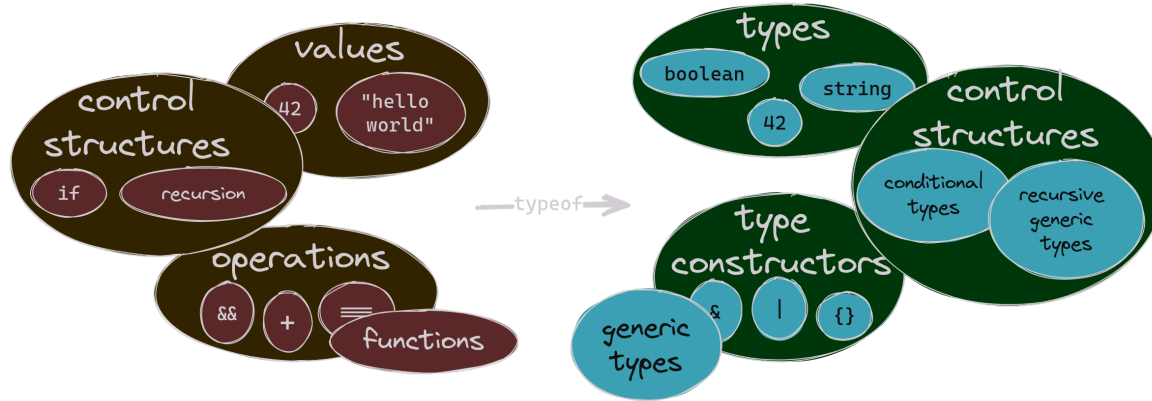 values
42
"hello
world"
control
structures
if
recursion
operations
&&
+
===
functions
typeof
types
boolean
string
42
control
structures
conditional
types
recursive
generic
types
type
constructors
&
|
{}
generic
types